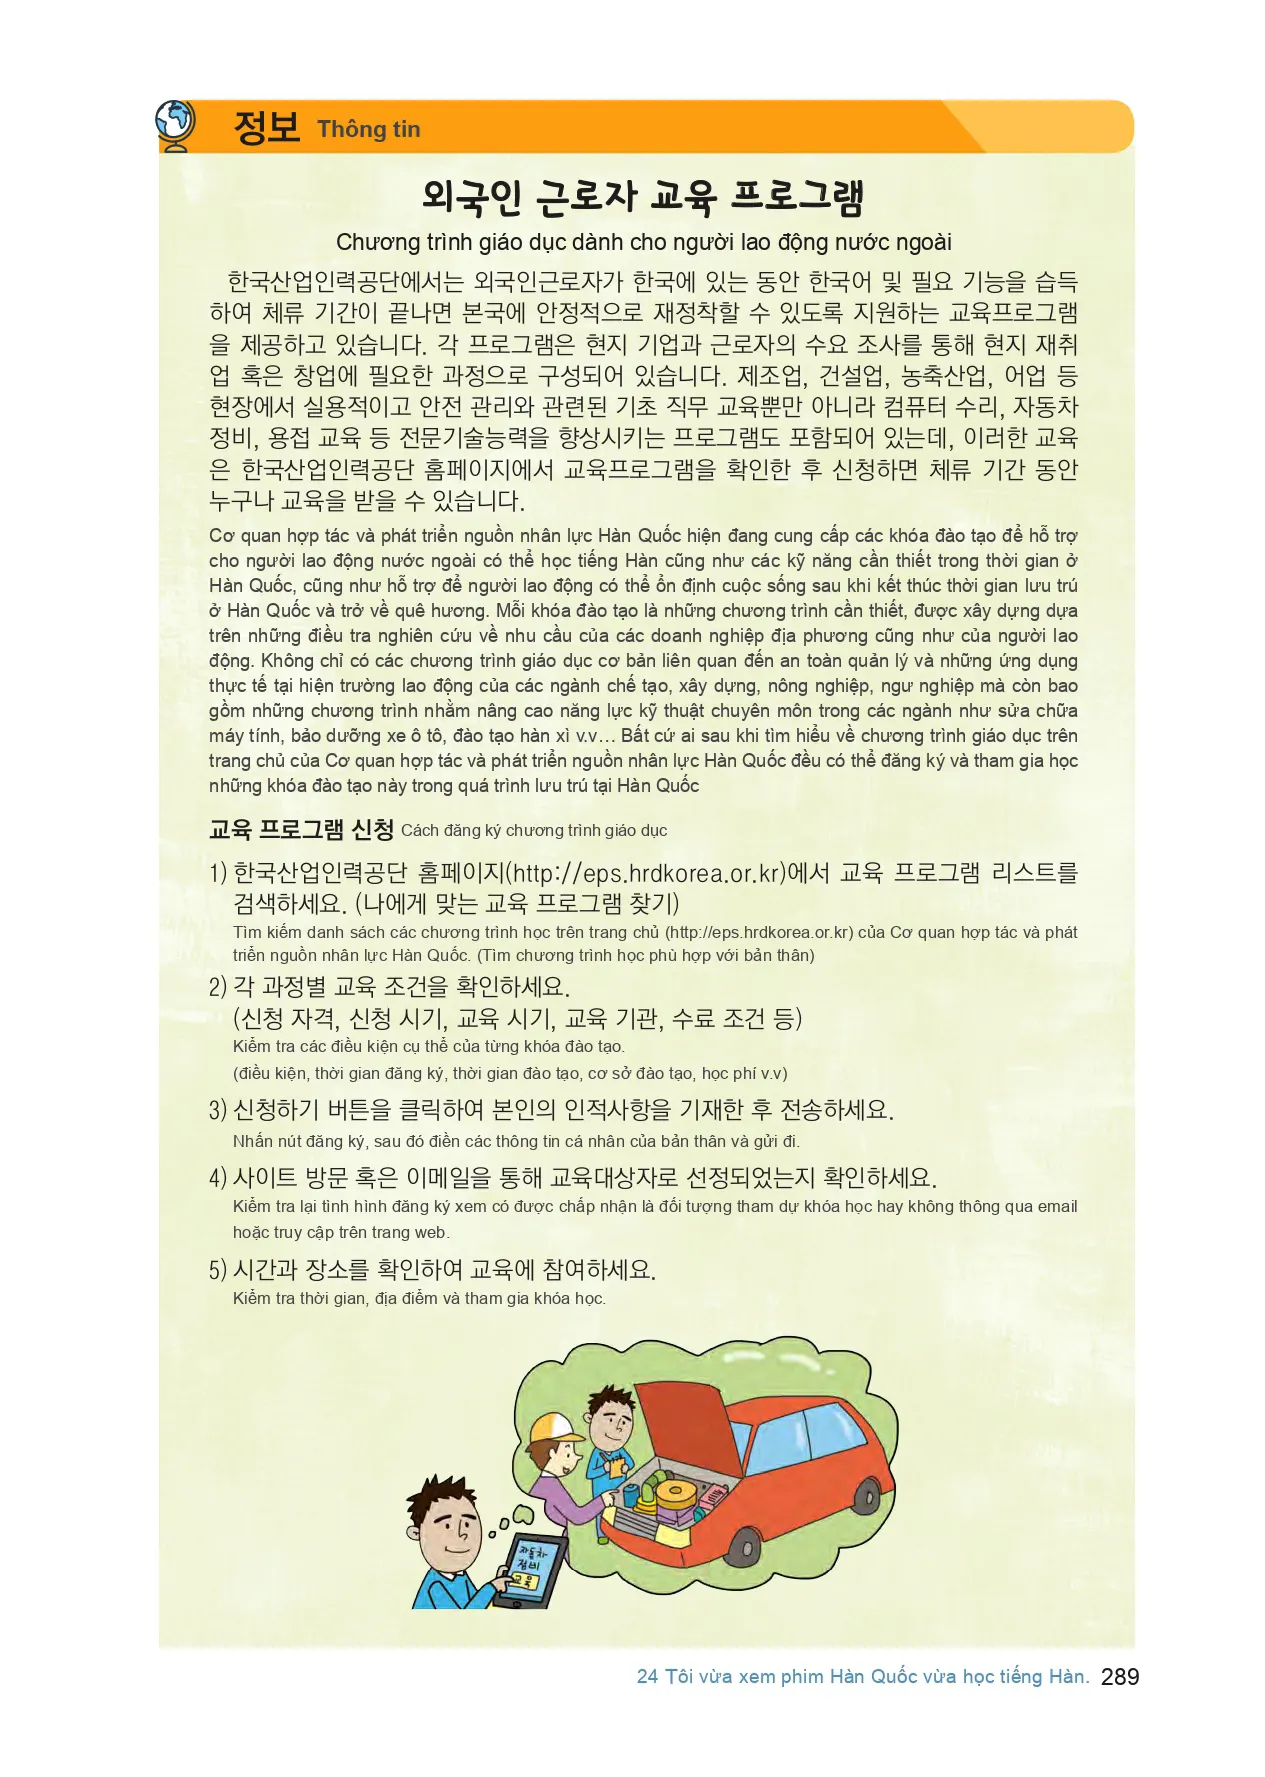 정보 Thông tin
외국인 근로자 교육 프로그램
Chương trình giáo dục dành cho người lao động nước ngoài
한국산업인력공단에서는 외국인근로자가 한국에 있는 동안 한국어 및 필요 기능을 습득
하여 체류 기간이 끝나면 본국에 안정적으로 재정착할 수 있도록 지원하는 교육프로그램
을 제공하고 있습니다. 각 프로그램은 현지 기업과 근로자의 수요 조사를 통해 현지 재취
업 혹은 창업에 필요한 과정으로 구성되어 있습니다. 제조업, 건설업, 농축산업, 어업 등
현장에서 실용적이고 안전 관리와 관련된 기초 직무 교육뿐만 아니라 컴퓨터 수리, 자동차
정비, 용접 교육 등 전문기술능력을 향상시키는 프로그램도 포함되어 있는데, 이러한 교육
은 한국산업인력공단 홈페이지에서 교육프로그램을 확인한 후 신청하면 체류 기간 동안
누구나 교육을 받을 수 있습니다.
Cơ quan hợp tác và phát triển nguồn nhân lực Hàn Quốc hiện đang cung cấp các khóa đào tạo để hỗ trợ
cho người lao động nước ngoài có thể học tiếng Hàn cũng như các kỹ năng cần thiết trong thời gian ở
Hàn Quốc, cũng như hỗ trợ để người lao động có thể ổn định cuộc sống sau khi kết thúc thời gian lưu trú
ở Hàn Quốc và trở về quê hương. Mỗi khóa đào tạo là những chương trình cần thiết, được xây dựng dựa
trên những điều tra nghiên cứu về nhu cầu của các doanh nghiệp địa phương cũng như của người lao
động. Không chỉ có các chương trình giáo dục cơ bản liên quan đến an toàn quản lý và những ứng dụng
thực tế tại hiện trường lao động của các ngành chế tạo, xây dựng, nông nghiệp, ngư nghiệp mà còn bao
gồm những chương trình nhằm nâng cao năng lực kỹ thuật chuyên môn trong các ngành như sửa chữa
máy tính, bảo dưỡng xe ô tô, đào tạo hàn xì v.v… Bất cứ ai sau khi tìm hiểu về chương trình giáo dục trên
trang chủ của Cơ quan hợp tác và phát triển nguồn nhân lực Hàn Quốc đều có thể đăng ký và tham gia học
những khóa đào tạo này trong quá trình lưu trú tại Hàn Quốc
교육 프로그램 신청 Cách đăng ký chương trình giáo dục
1) 한국산업인력공단 홈페이지(http://eps.hrdkorea.or.kr)에서 교육 프로그램 리스트를
검색하세요. (나에게 맞는 교육 프로그램 찾기)
Tìm kiếm danh sách các chương trình học trên trang chủ (http://eps.hrdkorea.or.kr) của Cơ quan hợp tác và phát
triển nguồn nhân lực Hàn Quốc. (Tìm chương trình học phù hợp với bản thân)
2) 각 과정별 교육 조건을 확인하세요.
(신청 자격, 신청 시기, 교육 시기, 교육 기관, 수료 조건 등)
Kiểm tra các điều kiện cụ thể của từng khóa đào tạo.
(điều kiện, thời gian đăng ký, thời gian đào tạo, cơ sở đào tạo, học phí v.v)
3) 신청하기 버튼을 클릭하여 본인의 인적사항을 기재한 후 전송하세요.
Nhấn nút đăng ký, sau đó điền các thông tin cá nhân của bản thân và gửi đi.
4) 사이트 방문 혹은 이메일을 통해 교육대상자로 선정되었는지 확인하세요.
Kiểm tra lại tình hình đăng ký xem có được chấp nhận là đối tượng tham dự khóa học hay không thông qua email
hoặc truy cập trên trang web.
5) 시간과 장소를 확인하여 교육에 참여하세요.
Kiểm tra thời gian, địa điểm và tham gia khóa học.
자동차
정비
교육
24 Tôi vừa xem phim Hàn Quốc vừa học tiếng Hàn. 289